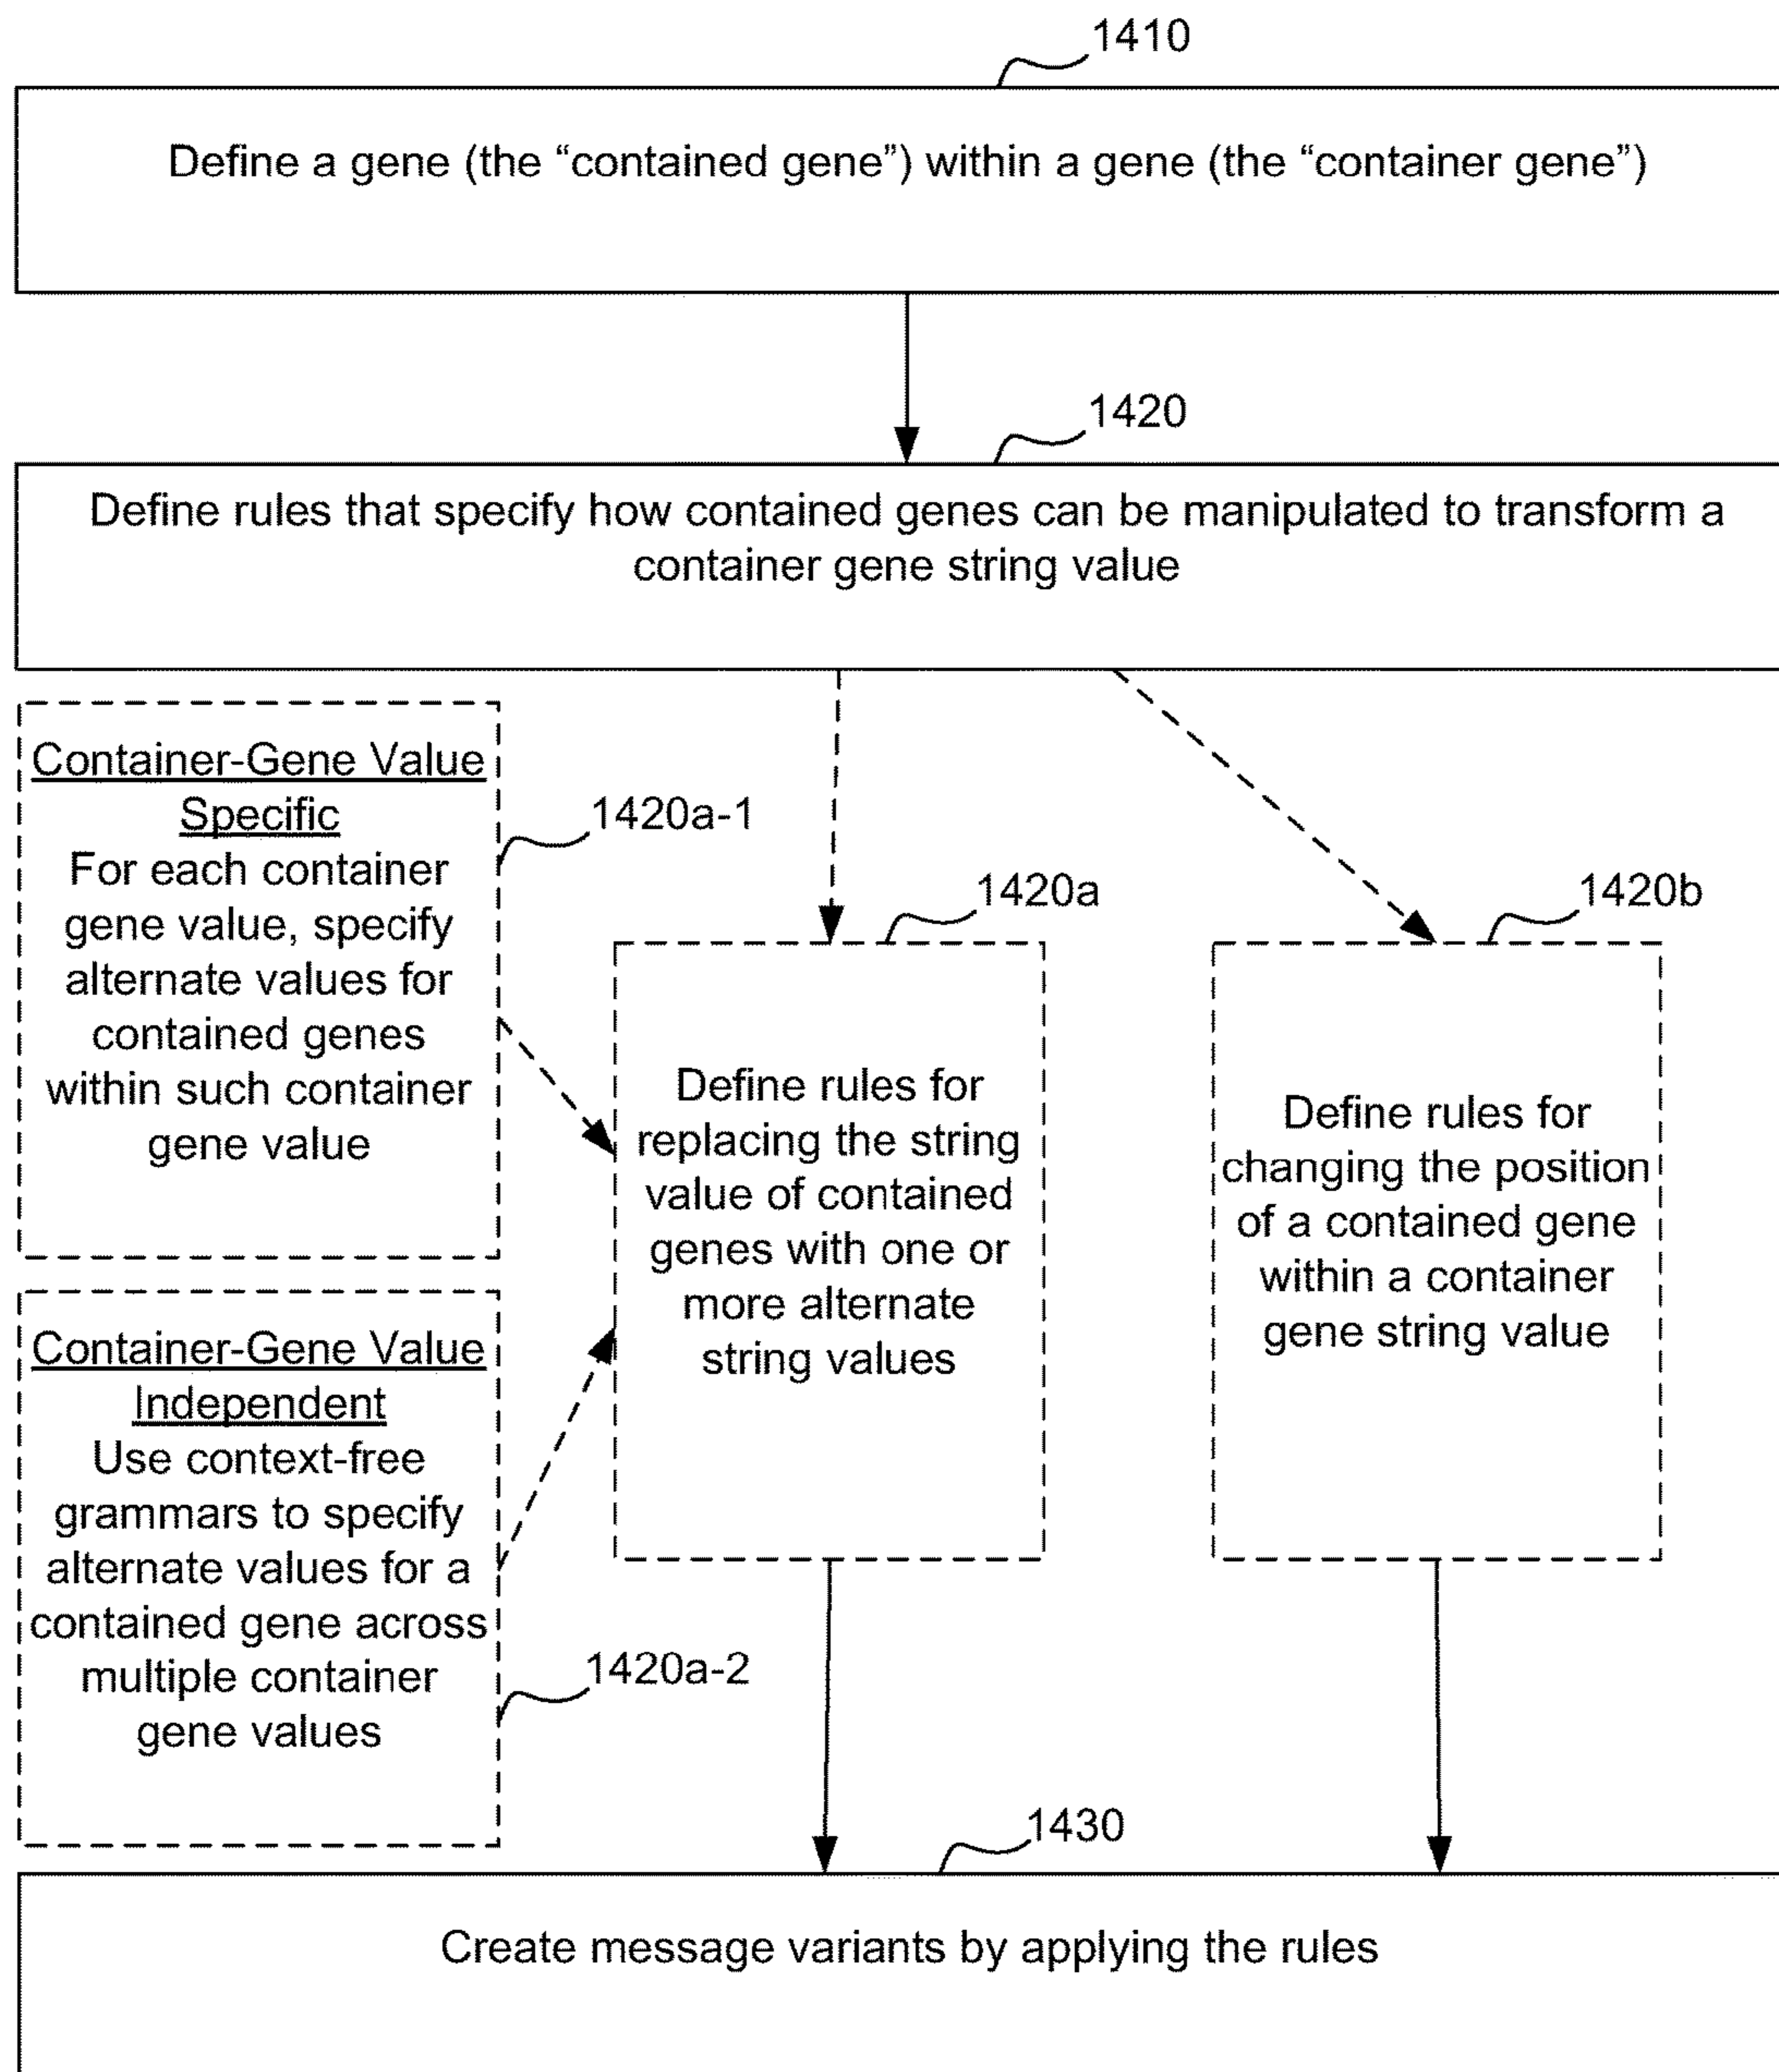 1410
Define a gene (the “contained gene”) within a gene (the “container gene”)
1420
Define rules that specify how contained genes can be manipulated to transform a
container gene string value
Container-Gene Value
Specific
For each container
gene value, specify
alternate values for
contained genes
within such container
gene value
1420a-1
1420a
Define rules for
replacing the string
value of contained
genes with one or
more alternate
string values
1420b
Define rules for
changing the position
of a contained gene
within a container
gene string value
Container-Gene Value
Independent
Use context-free
grammars to specify
alternate values for a
contained gene across
multiple container
gene values
1420a-2
1430
Create message variants by applying the rules